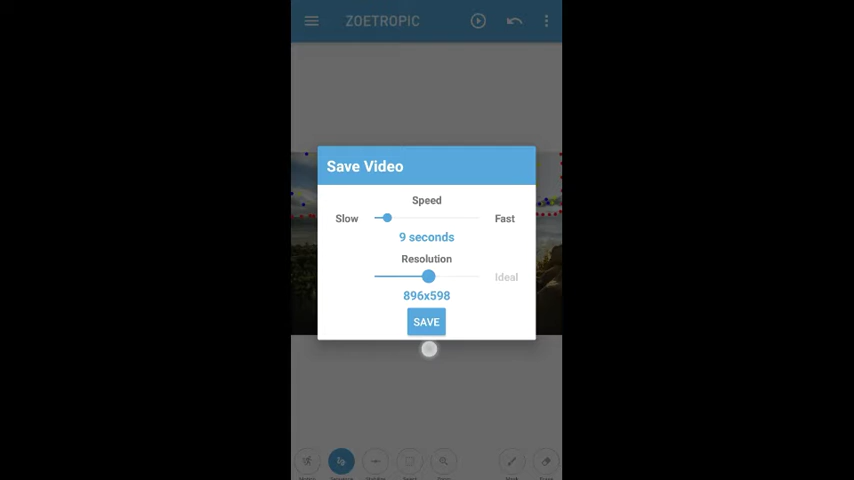 ZOETROPIC
Save Video
Speed
Slow
Fast
9 seconds
Resolution
Ideal
896x598
SAVE